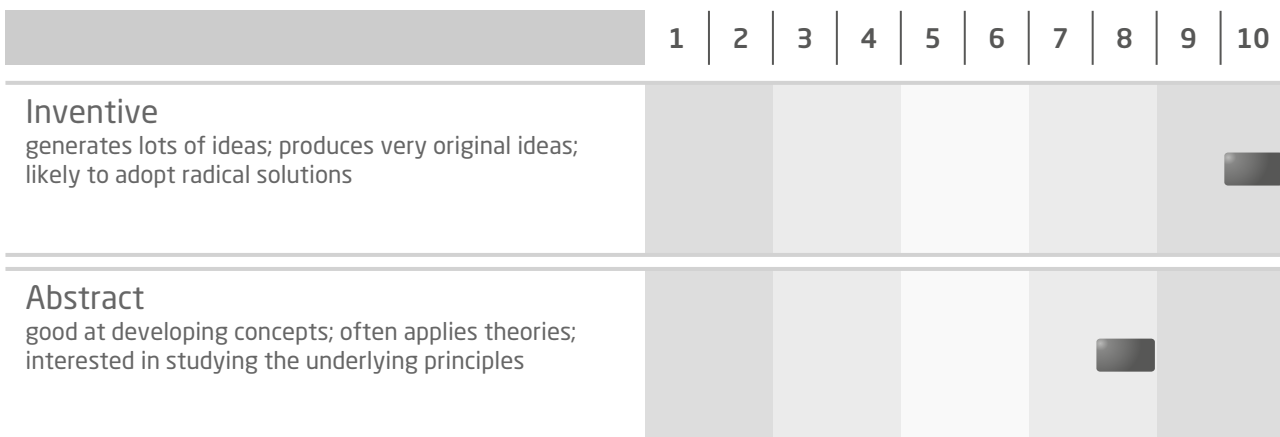 1 2 3 4 5 6 7 8 9 10
Inventive
generates lots of ideas; produces very original ideas;
likely to adopt radical solutions
Abstract
good at developing concepts; often applies theories;
interested in studying the underlying principles